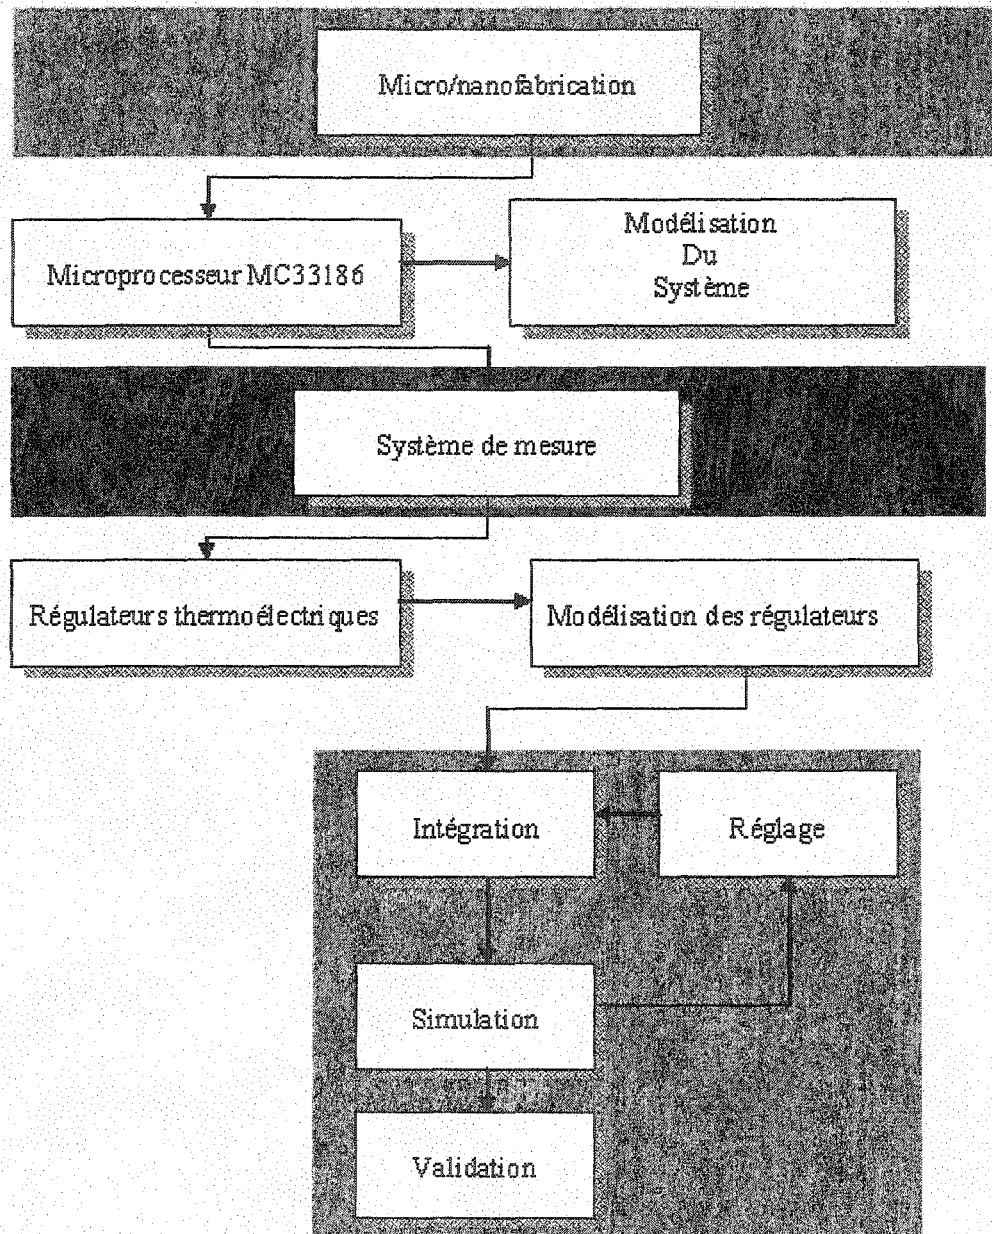 Micro/nanofabrication
Microprocesseur MC33186
Modélisation
Du
Système
Système de mesure
Régulateurs thermoélectriques
Modélisation des régulateurs
Intégration
Réglage
Simulation
Validation